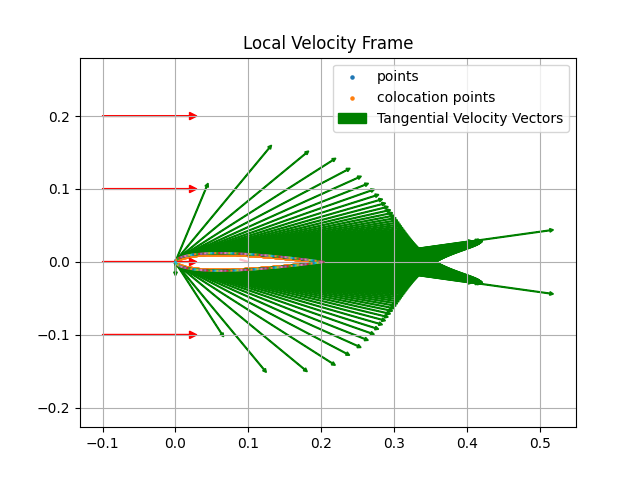 Local Velocity Frame
points
colocation points
Tangential Velocity Vectors
0.2
0.1
0.0
−0.1
−0.2
−0.1 0.0 0.1 0.2 0.3 0.4 0.5